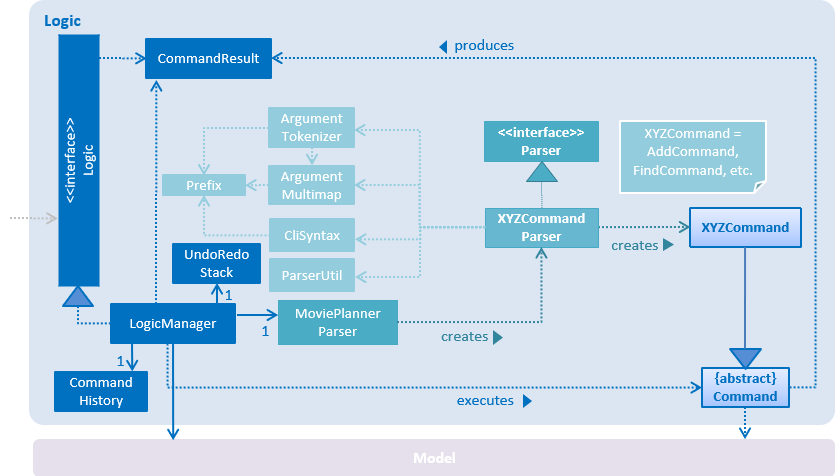 Logic
produces
CommandResult
<<interface>>
Logic
Argument
Tokenizer
<<interface>>
Parser
XYZCommand =
AddCommand,
FindCommand, etc.
Prefix
Argument
Multimap
XYZCommand
Parser
XYZCommand
CliSyntax
creates
UndoRedo
Stack
ParserUtil
1
LogicManager
1
MoviePlanner
Parser
creates
1
Command
History
executes
{abstract}
Command
Model